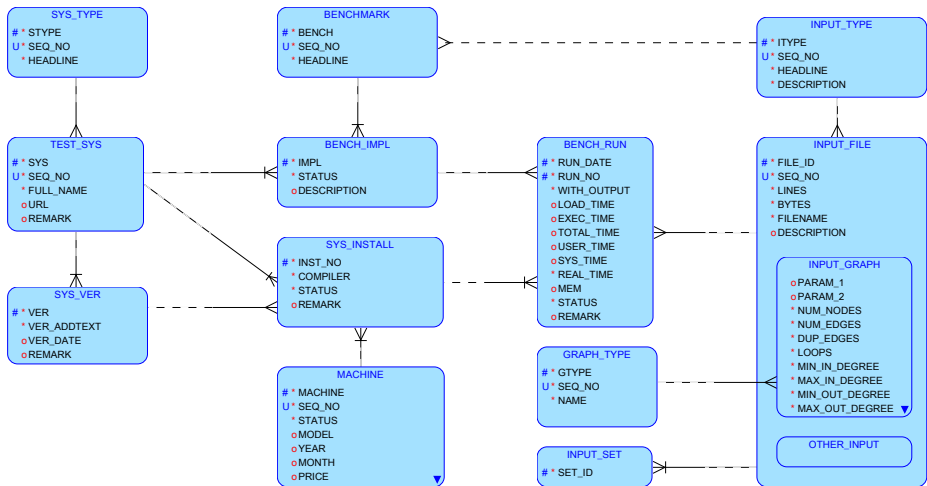 SYS_TYPE
# * STYPE
U * SEQ_NO
* HEADLINE
BENCHMARK
# * BENCH
U * SEQ_NO
* HEADLINE
INPUT_TYPE
# * ITYPE
U * SEQ_NO
* HEADLINE
* DESCRIPTION
TEST_SYS
# * SYS
U * SEQ_NO
* FULL_NAME
o URL
o REMARK
BENCH_IMPL
# * IMPL
* STATUS
o DESCRIPTION
BENCH_RUN
# * RUN_DATE
# * RUN_NO
* WITH_OUTPUT
o LOAD_TIME
o EXEC_TIME
o TOTAL_TIME
o USER_TIME
o SYS_TIME
* REAL_TIME
o MEM
* STATUS
o REMARK
INPUT_FILE
# * FILE_ID
U * SEQ_NO
* LINES
* BYTES
* FILENAME
o DESCRIPTION
SYS_INSTALL
# * INST_NO
* COMPILER
* STATUS
o REMARK
INPUT_GRAPH
o PARAM_1
o PARAM_2
* NUM_NODES
* NUM_EDGES
* DUP_EDGES
* LOOPS
* MIN_IN_DEGREE
* MAX_IN_DEGREE
* MIN_OUT_DEGREE
* MAX_OUT_DEGREE
SYS_VER
# * VER
* VER_ADDTEXT
o VER_DATE
o REMARK
GRAPH_TYPE
# * GTYPE
U * SEQ_NO
* NAME
MACHINE
# * MACHINE
U * SEQ_NO
* STATUS
o MODEL
o YEAR
o MONTH
o PRICE
OTHER_INPUT
INPUT_SET
# * SET_ID